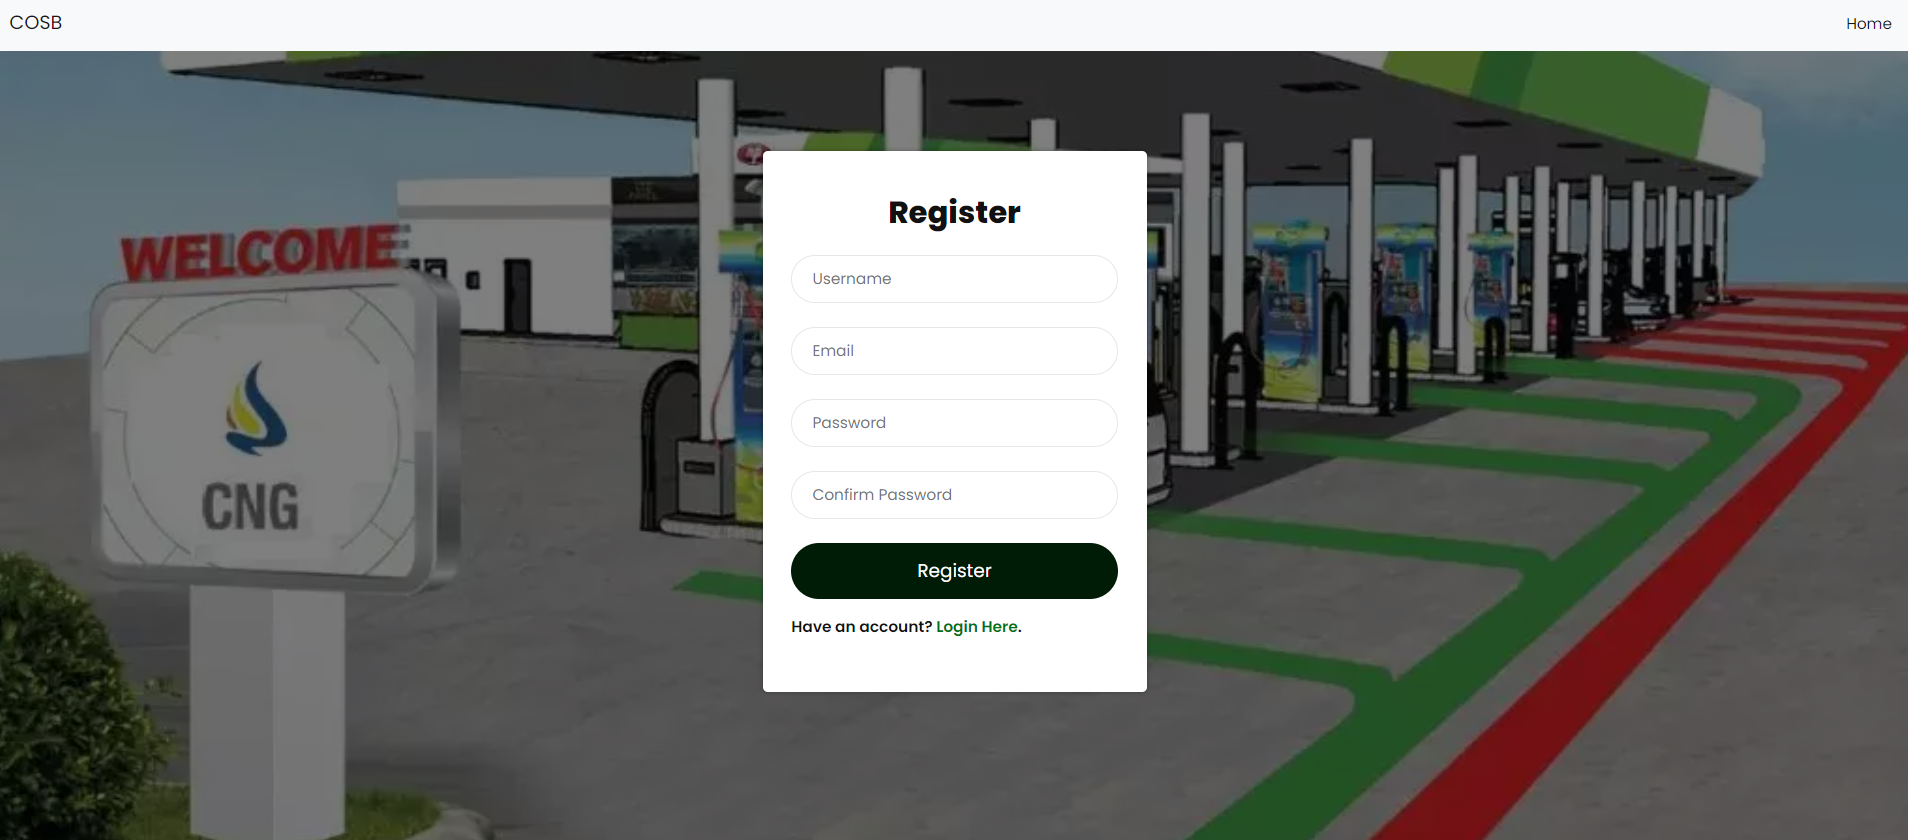 COSB
Home
WELCOME
CNG
Register
Username
Email
Password
Confirm Password
Register
Have an account? Login Here.